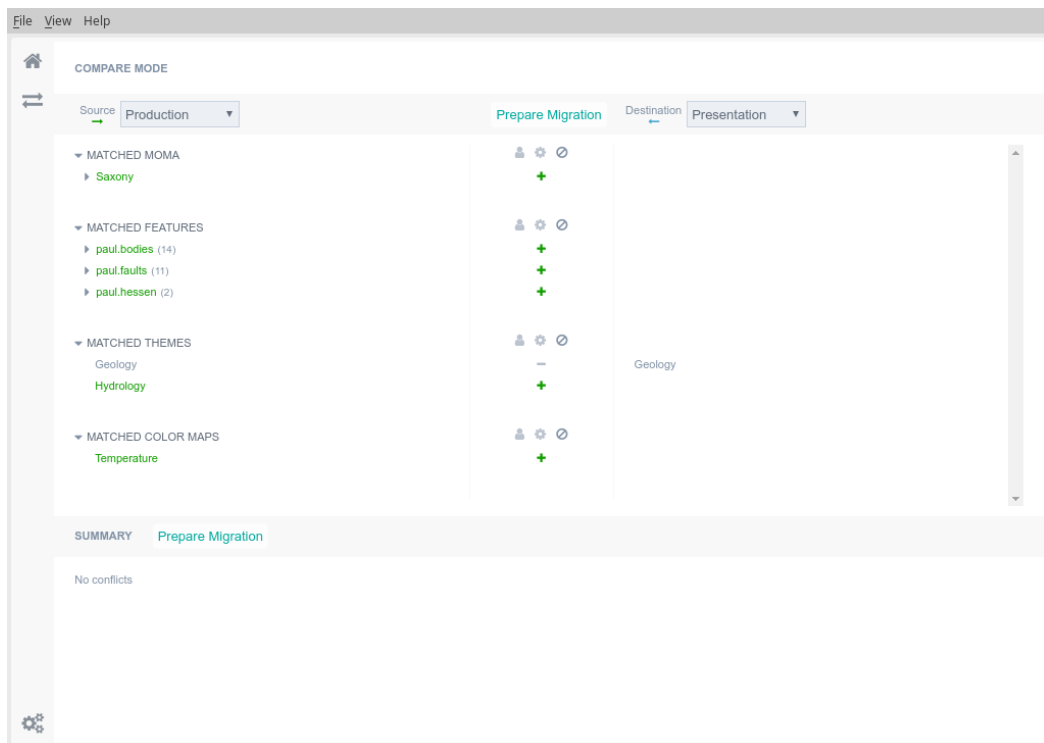 File View Help
COMPARE MODE
Source Production Prepare Migration Destination Presentation
MATCHED MOMA
Saxony
MATCHED FEATURES
paul.bodies (14)
paul.faults (11)
paul.hessen (2)
MATCHED THEMES
Geology Geology
Hydrology
MATCHED COLOR MAPS
Temperature
SUMMARY Prepare Migration
No conflicts